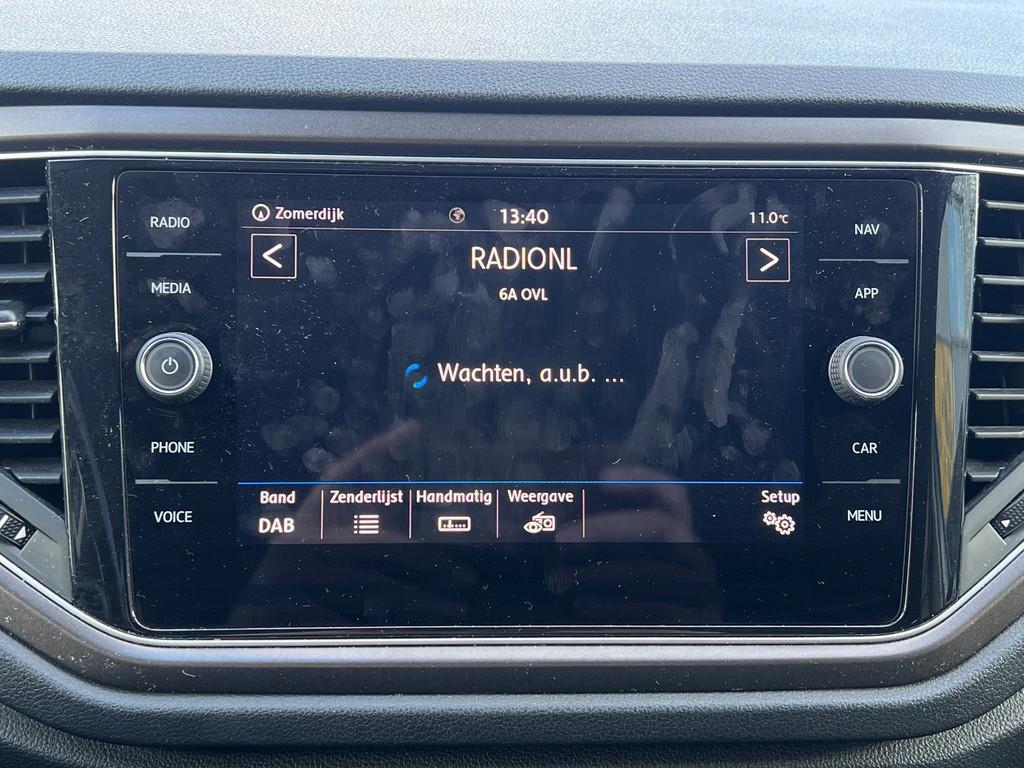 RADIO
MEDIA
PHONE
VOICE
Zomerdijk
13:40
11.0°C
<
RADIONL
>
6A OVL
Wachten, a.u.b. ...
Band
Zenderlijst
Handmatig
Weergave
Setup
DAB
NAV
APP
CAR
MENU